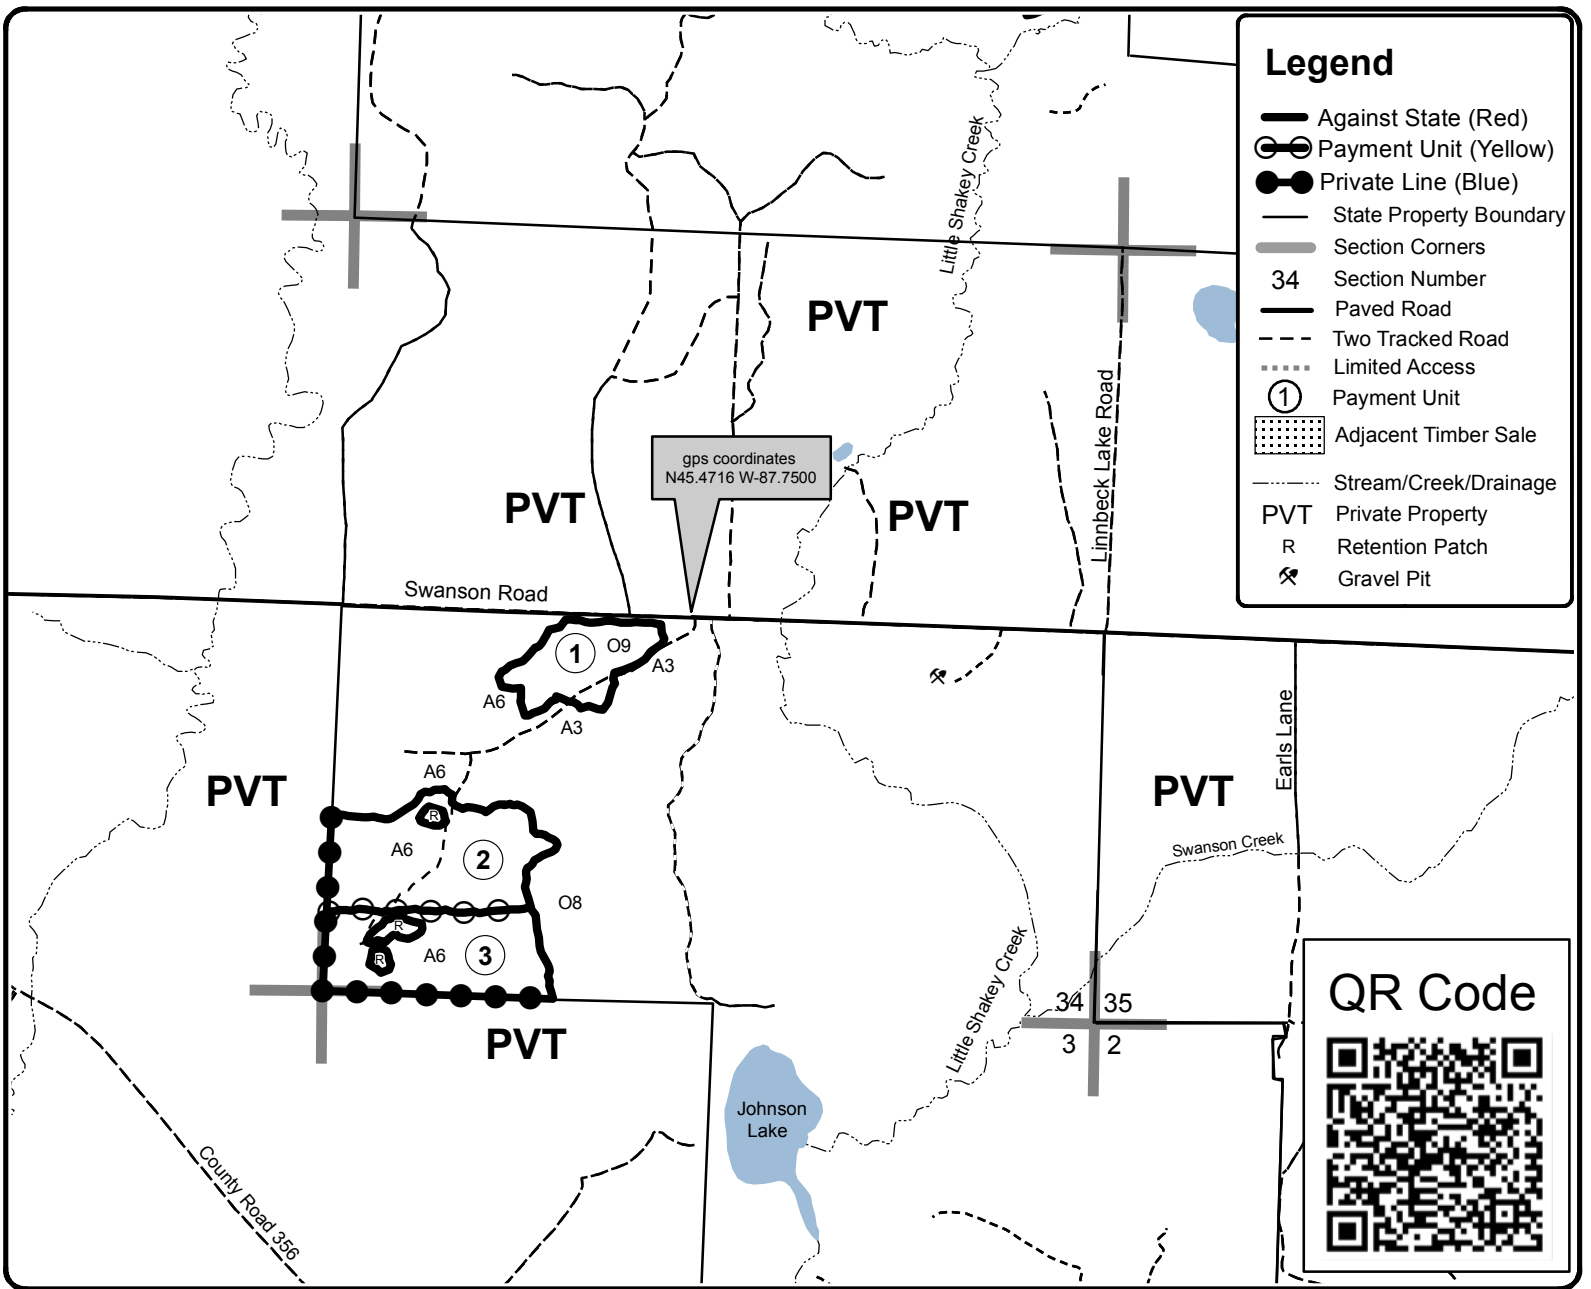 Legend
Against State (Red)
Payment Unit (Yellow)
Private Line (Blue)
State Property Boundary
Section Corners
34 Section Number
Paved Road
Two Tracked Road
Limited Access
1 Payment Unit
Adjacent Timber Sale
Stream/Creek/Drainage
PVT Private Property
R Retention Patch
Gravel Pit
Little Shakey Creek
PVT
Linnbeck Lake Road
gps coordinates
N45.4716 W-87.7500
PVT
PVT
Swanson Road
1 O9
A3
A6
A3
Earls Lane
A6
PVT
PVT
R
A6
2
Swanson Creek
O8
R
A6
3
R
Little Shakey Creek
34 35
3 2
PVT
QR Code
Johnson
Lake
County Road 356